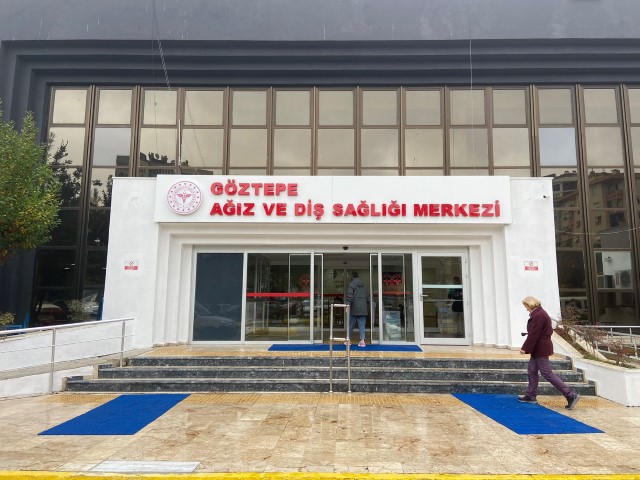 GÖZTEPE
AĞIZ VE DİŞ SAĞLIĞI MERKEZİ